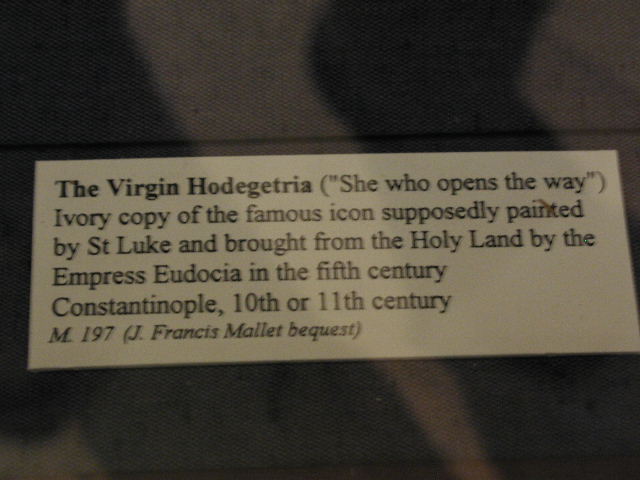 The Virgin Hodegetria ("She who opens the way")
Ivory copy of the famous icon supposedly painted
by St Luke and brought from the Holy Land by the
Empress Eudocia in the fifth century
Constantinople, 10th or 11th century
M. 197 (J. Francis Mallet bequest)